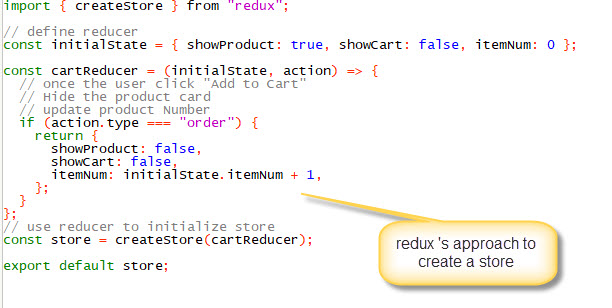 import { createStore } from "redux";
// define reducer
const initialState = { showProduct: true, showCart: false, itemNum: 0 };
const cartReducer = (initialState, action) => {
// once the user click "Add to Cart"
// Hide the product card
// update product Number
if (action.type === "order") {
return {
showProduct: false,
showCart: false,
itemNum: initialState.itemNum + 1,
};
}
};
// use reducer to initialize store
const store = createStore(cartReducer);
export default store;
redux 's approach to
create a store